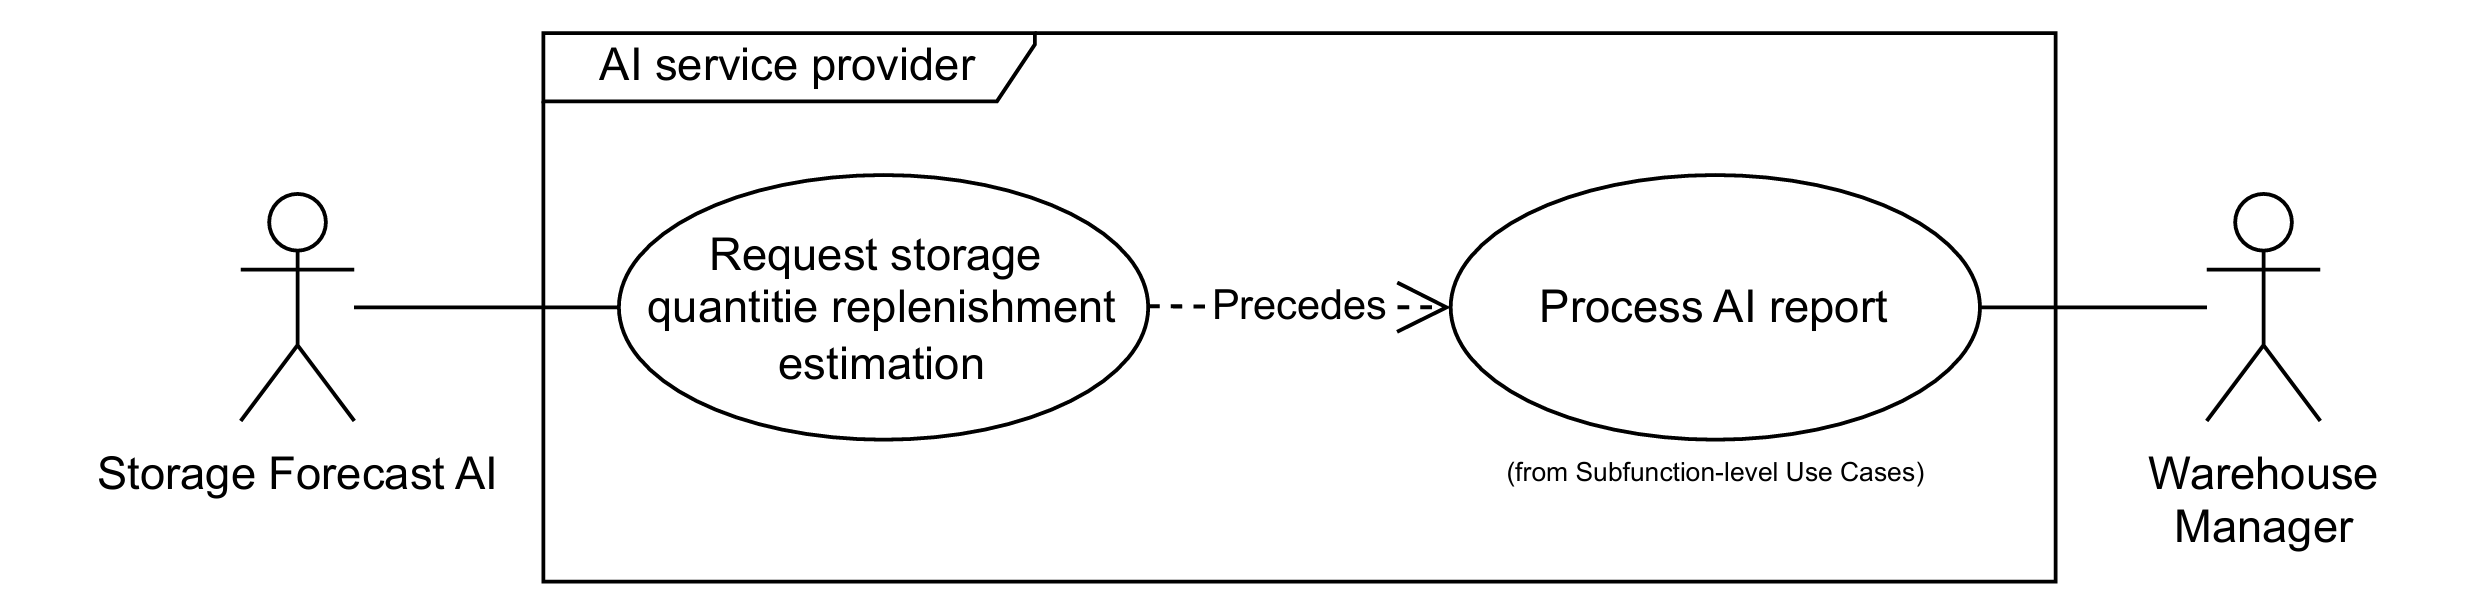 AI service provider
Request storage
quantitie replenishment
estimation
Precedes
Process AI report
(from Subfunction-level Use Cases)
Storage Forecast AI
Warehouse
Manager